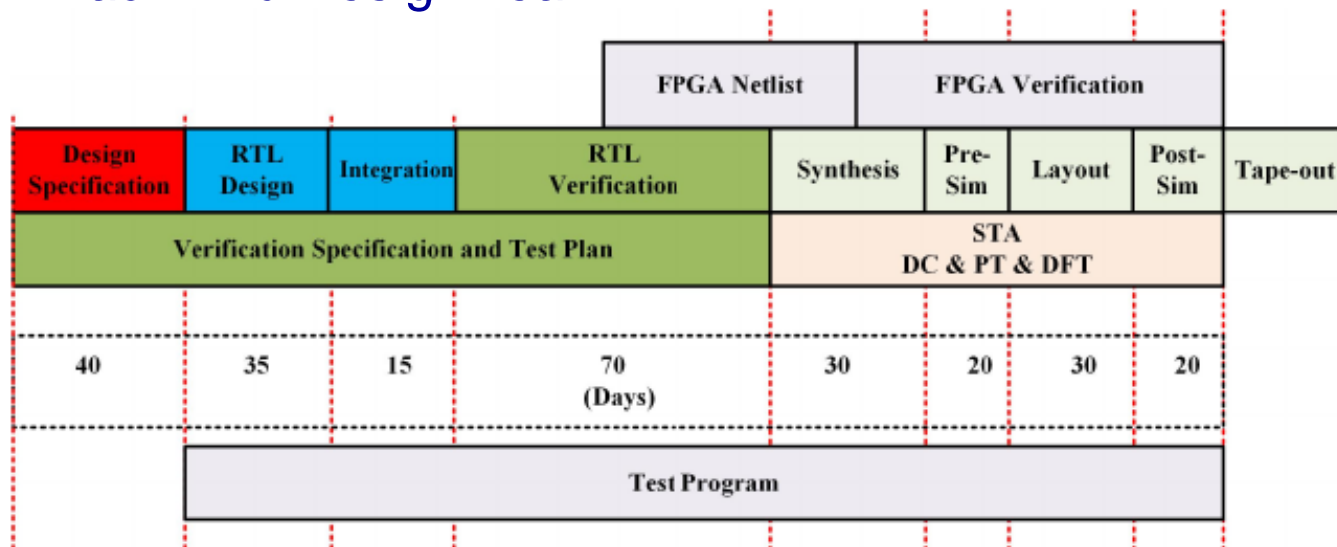 FPGA Netlist
FPGA Verification
Design
Specification
RTL
Design
Integration
RTL
Verification
Synthesis
Pre-
Sim
Layout
Post-
Sim
Tape-out
Verification Specification and Test Plan
STA
DC & PT & DFT
40
35
15
70
(Days)
30
20
30
20
Test Program